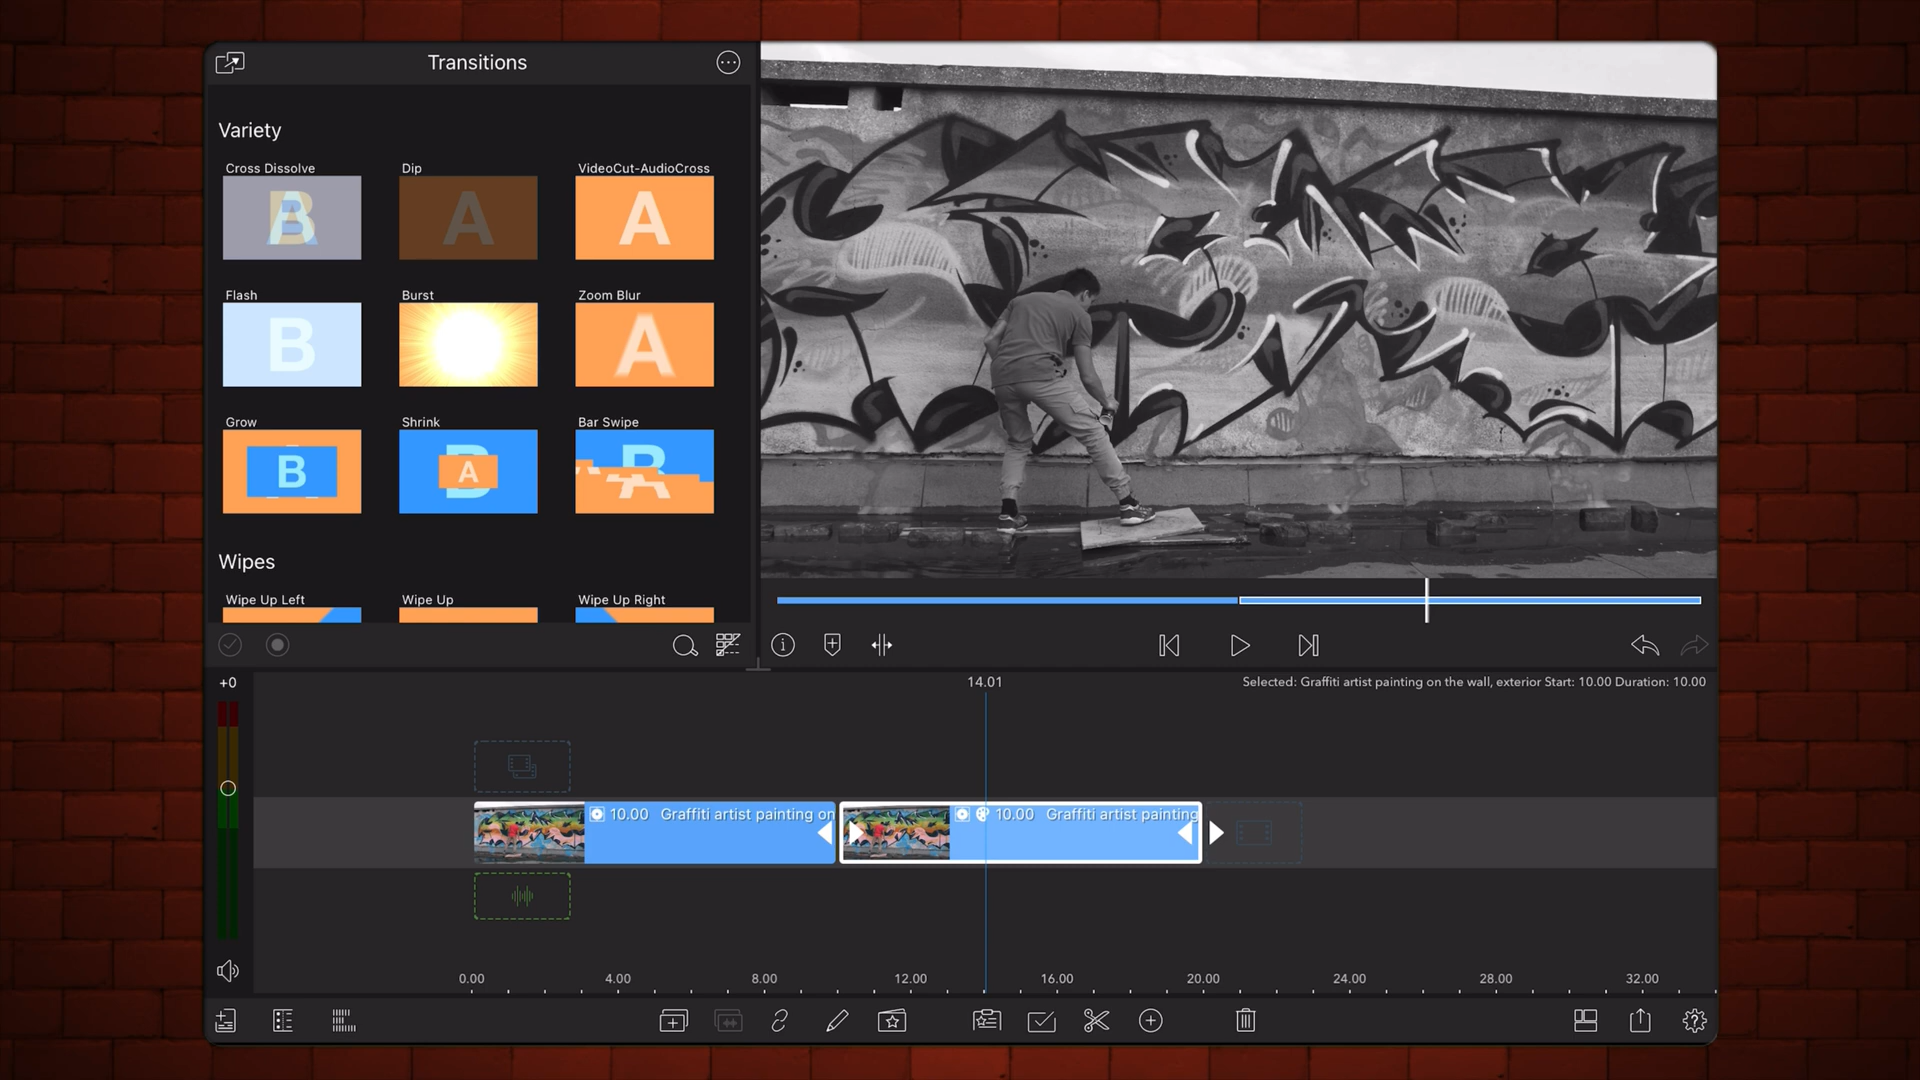 Transitions
Variety
Cross Dissolve Dip VideoCut-AudioCross
B A A A
Flash Burst Zoom Blur
B A
Grow Shrink Bar Swipe
B B A B A
Wipes
Wipe Up Left Wipe Up Wipe Up Right
+0 14.01 Selected: Graffiti artist painting on the wall, exterior Start: 10.00 Duration: 10.00
10.00 Graffiti artist painting on 10.00 Graffiti artist painting
0.00 4.00 8.00 12.00 16.00 20.00 24.00 28.00 32.00